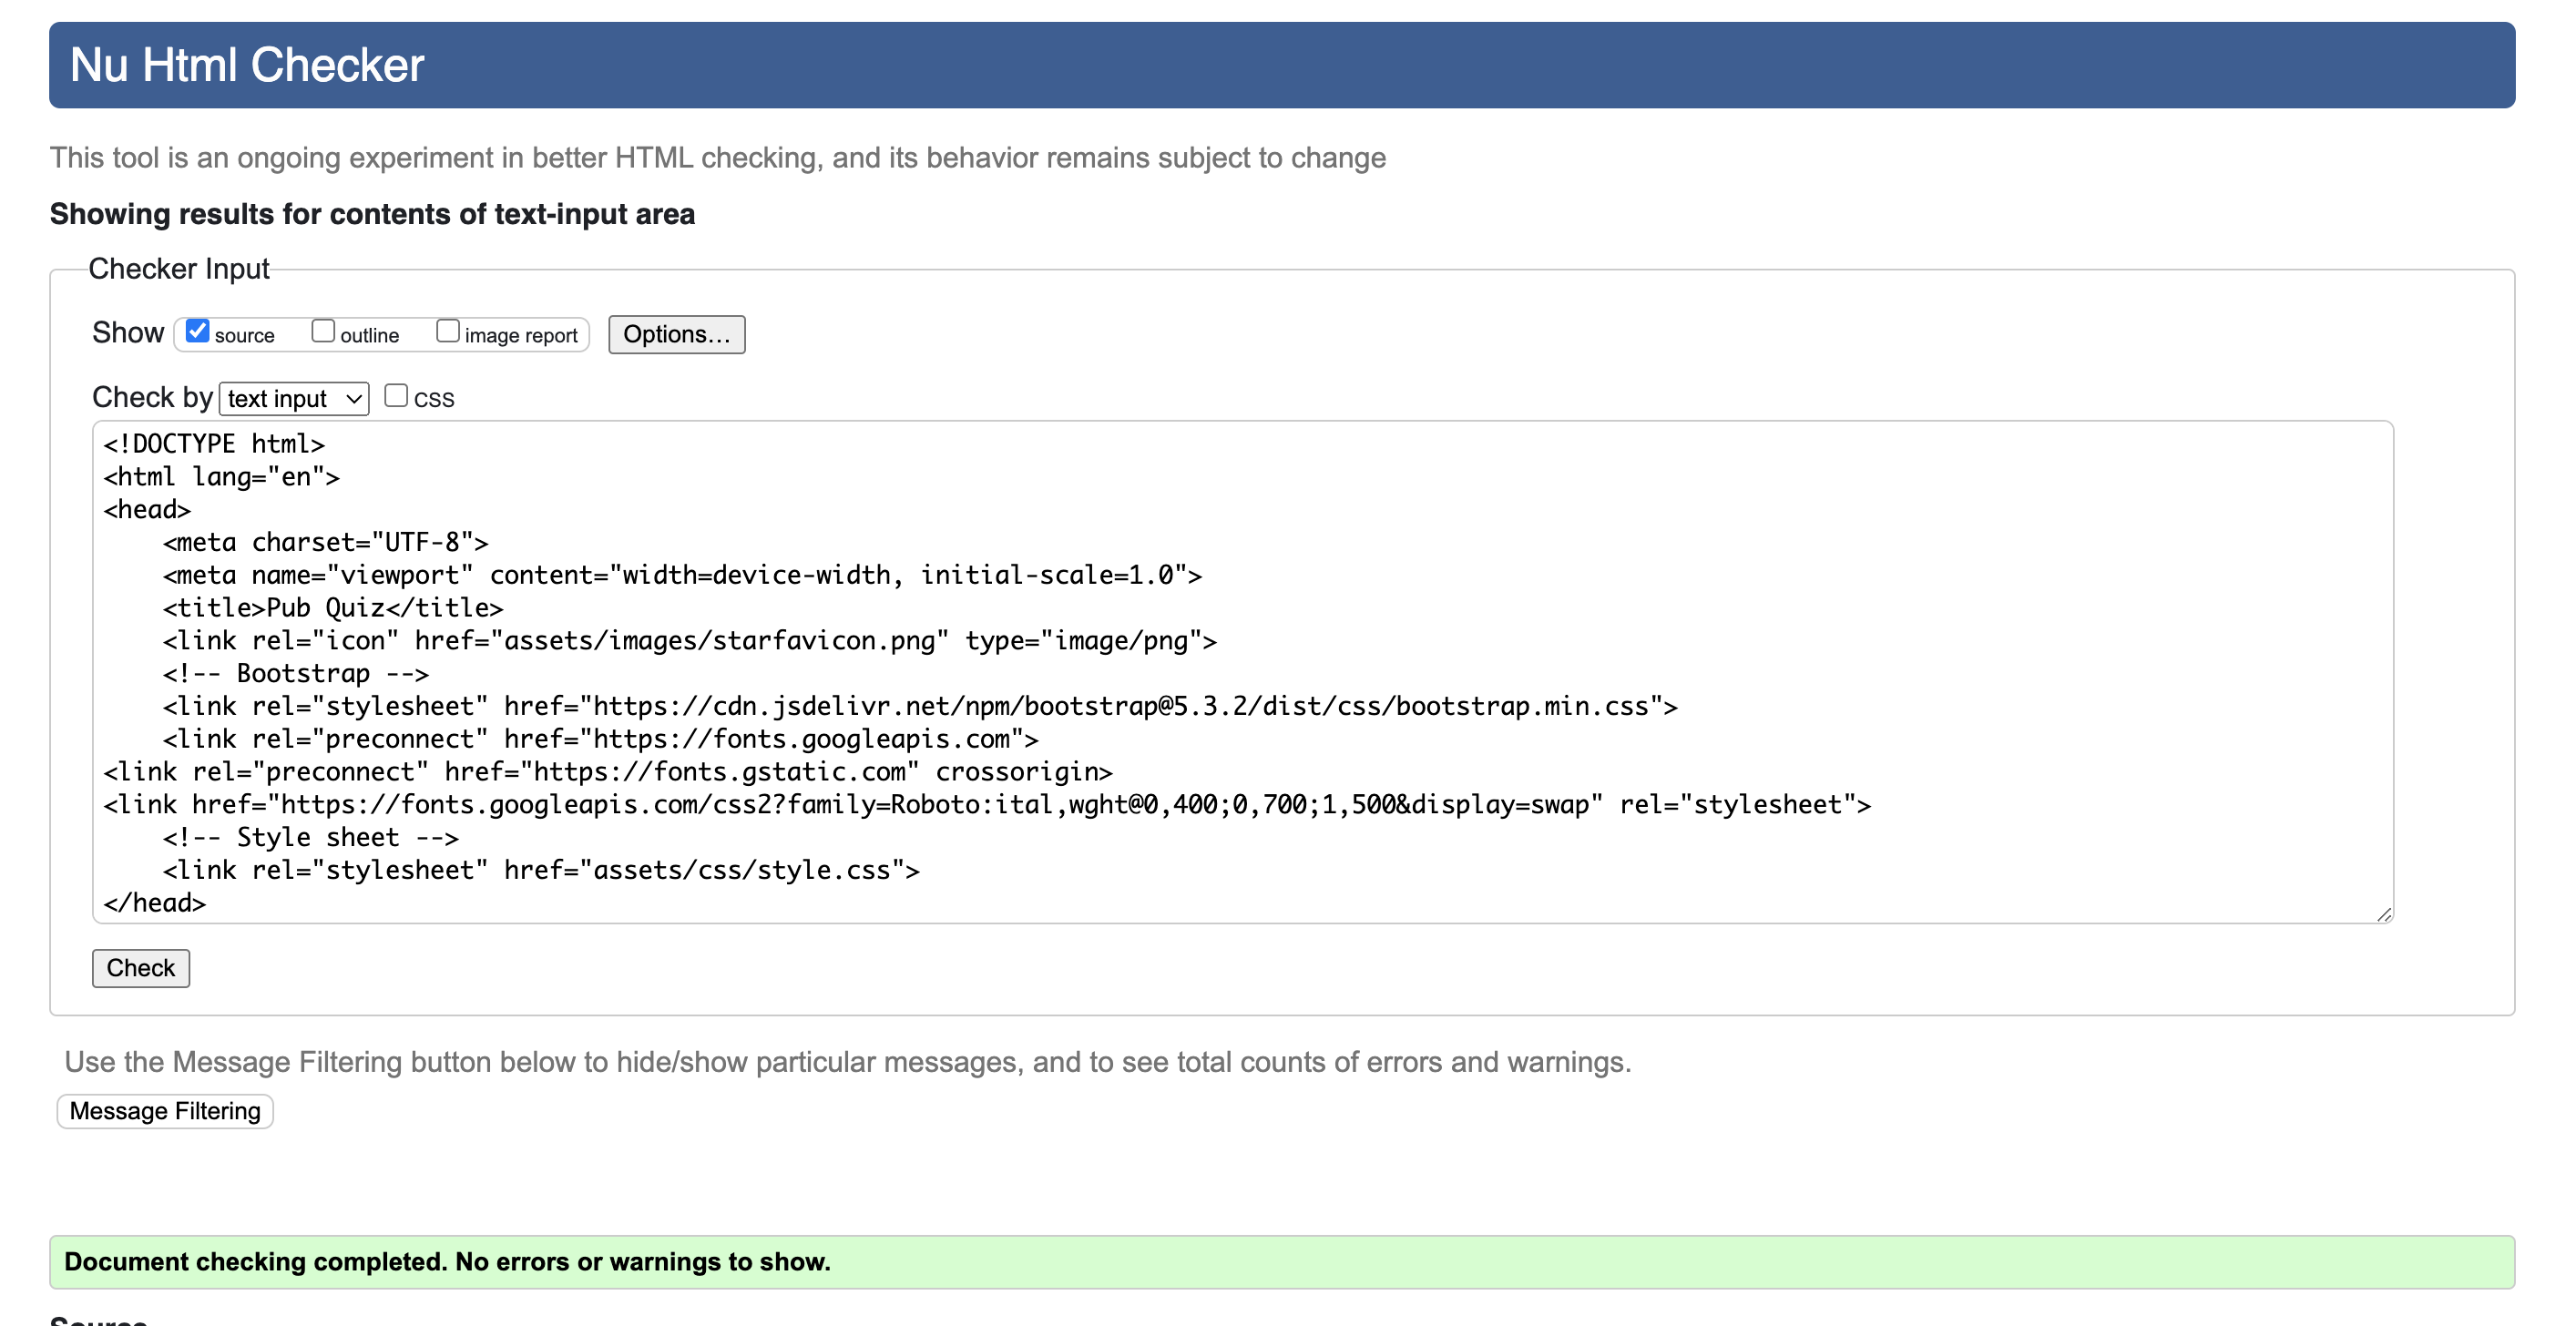 Nu Html Checker
This tool is an ongoing experiment in better HTML checking, and its behavior remains subject to change
Showing results for contents of text-input area
Checker Input
Show source outline image report Options...
Check by text input css
<!DOCTYPE html>
<html lang="en">
<head>
    <meta charset="UTF-8">
    <meta name="viewport" content="width=device-width, initial-scale=1.0">
    <title>Pub Quiz</title>
    <link rel="icon" href="assets/images/starfavicon.png" type="image/png">
    <!-- Bootstrap -->
    <link rel="stylesheet" href="https://cdn.jsdelivr.net/npm/bootstrap@5.3.2/dist/css/bootstrap.min.css">
    <link rel="preconnect" href="https://fonts.googleapis.com">
<link rel="preconnect" href="https://fonts.gstatic.com" crossorigin>
<link href="https://fonts.googleapis.com/css2?family=Roboto:ital,wght@0,400;0,700;1,500&display=swap" rel="stylesheet">
    <!-- Style sheet -->
    <link rel="stylesheet" href="assets/css/style.css">
</head>
Check
Use the Message Filtering button below to hide/show particular messages, and to see total counts of errors and warnings.
Message Filtering
Document checking completed. No errors or warnings to show.
Source